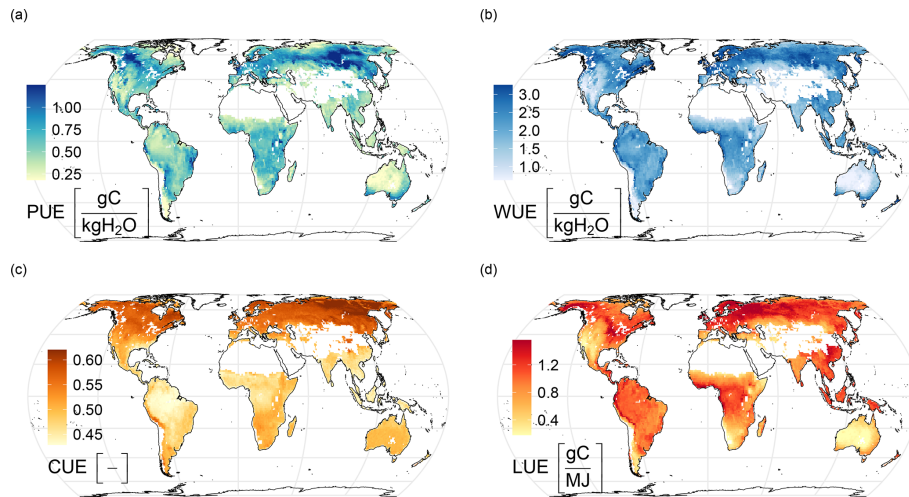 (a)
1.00
0.75
0.50
0.25
PUE [gC/kgH₂O]
(b)
3.0
2.5
2.0
1.5
1.0
WUE [gC/kgH₂O]
(c)
0.60
0.55
0.50
0.45
CUE [−]
(d)
1.2
0.8
0.4
LUE [gC/MJ]